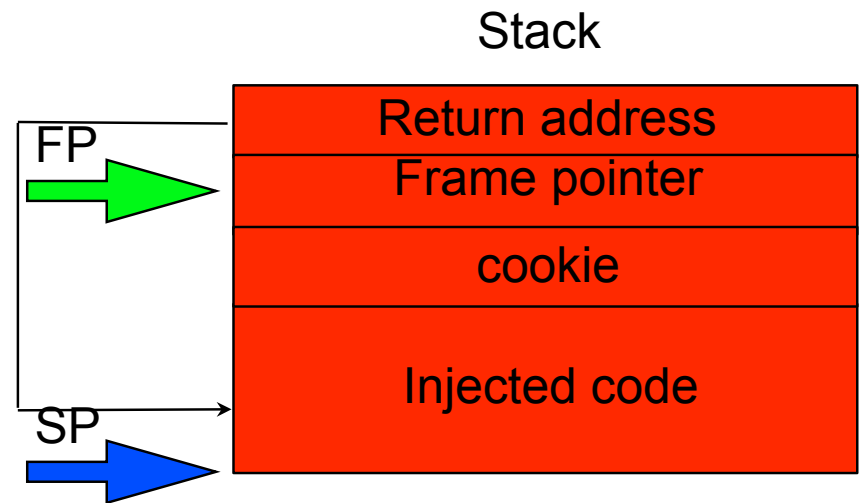 Stack
Return address
FP
Frame pointer
cookie
Injected code
SP